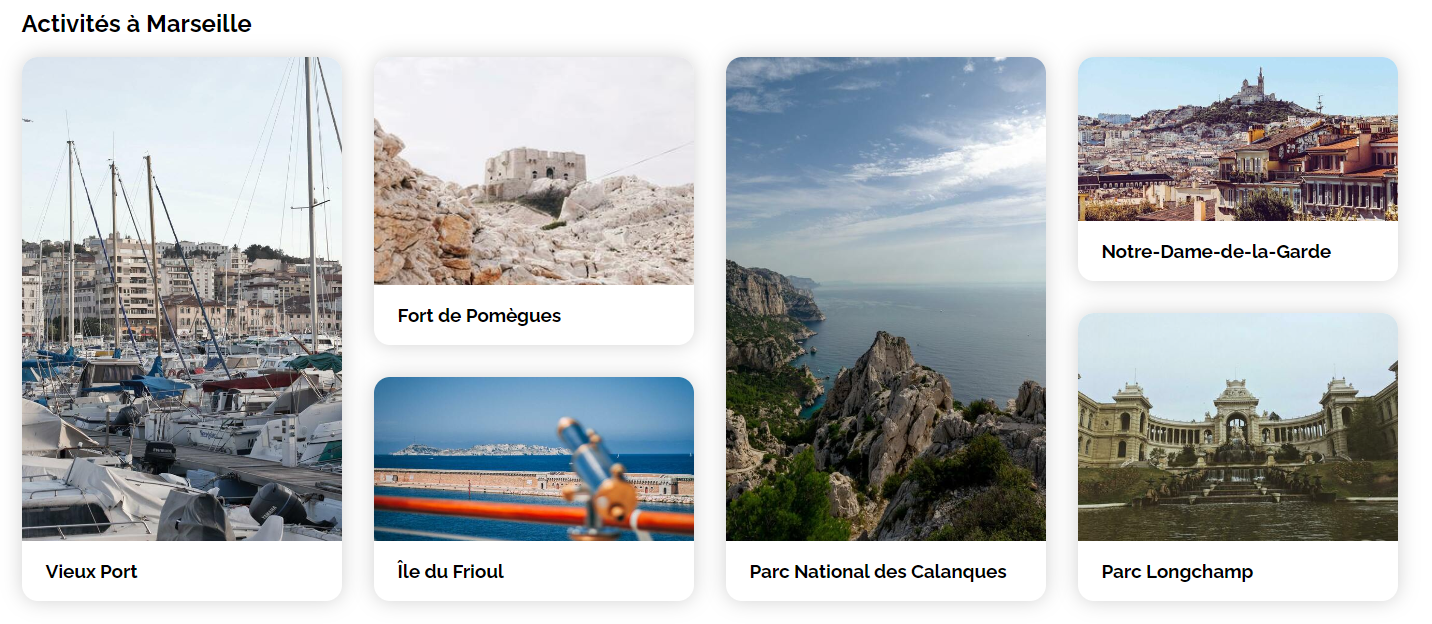 Activités à Marseille
Vieux Port
Fort de Pomègues
Île du Frioul
Parc National des Calanques
Notre-Dame-de-la-Garde
Parc Longchamp